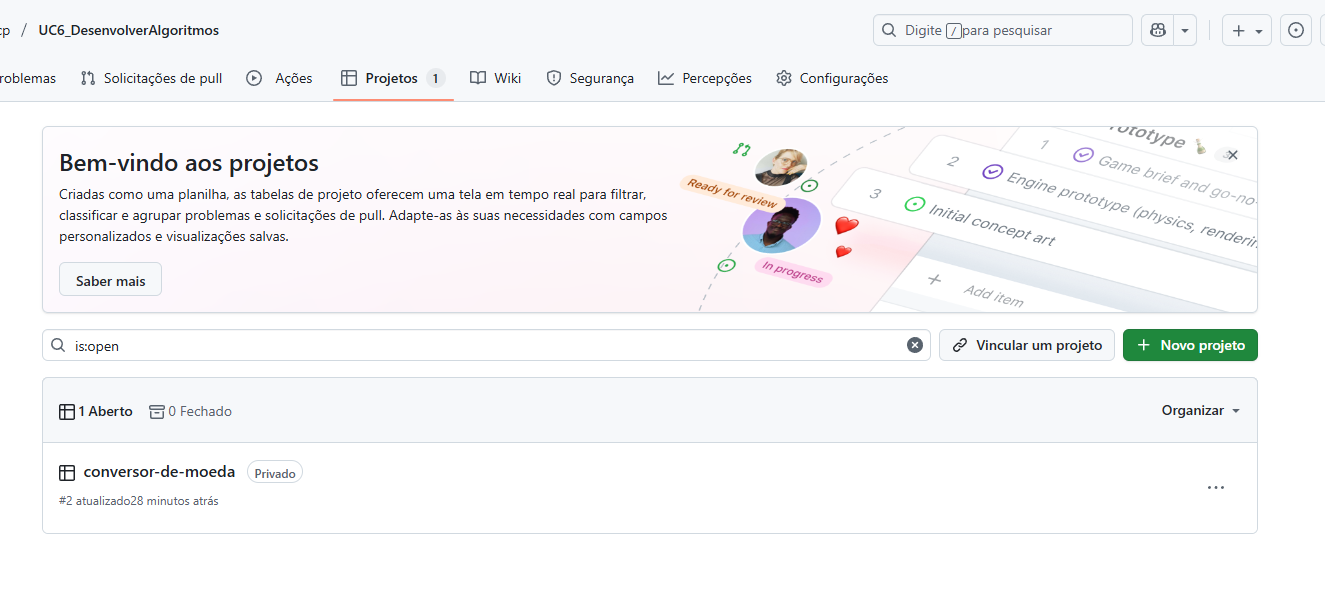 cp / UC6_DesenvolverAlgoritmos
Digite / para pesquisar
roblemas
Solicitações de pull
Ações
Projetos 1
Wiki
Segurança
Percepções
Configurações
Bem-vindo aos projetos
Criadas como uma planilha, as tabelas de projeto oferecem uma tela em tempo real para filtrar,
classificar e agrupar problemas e solicitações de pull. Adapte-as às suas necessidades com campos
personalizados e visualizações salvas.
Saber mais
Ready for review
In progress
rototype
1 Game brief and go-no-
2 Engine prototype (physics, renderin
3 Initial concept art
+ Add item
is:open
Vincular um projeto
Novo projeto
1 Aberto
0 Fechado
Organizar
conversor-de-moeda Privado
#2 atualizado28 minutos atrás